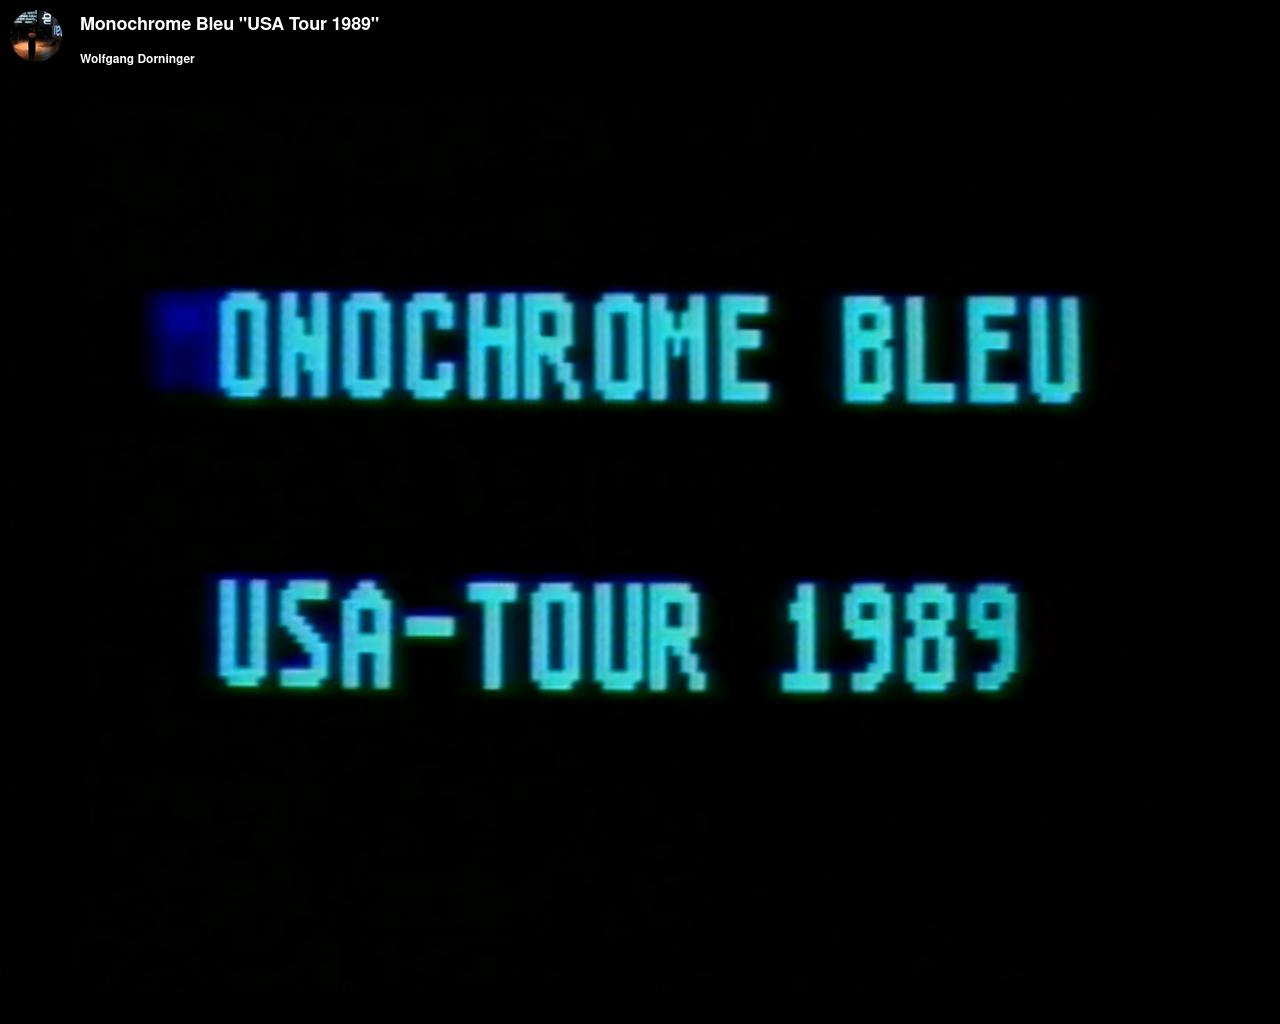 Monochrome Bleu "USA Tour 1989"
Wolfgang Dorninger
ONOCHROME BLEU
USA-TOUR 1989